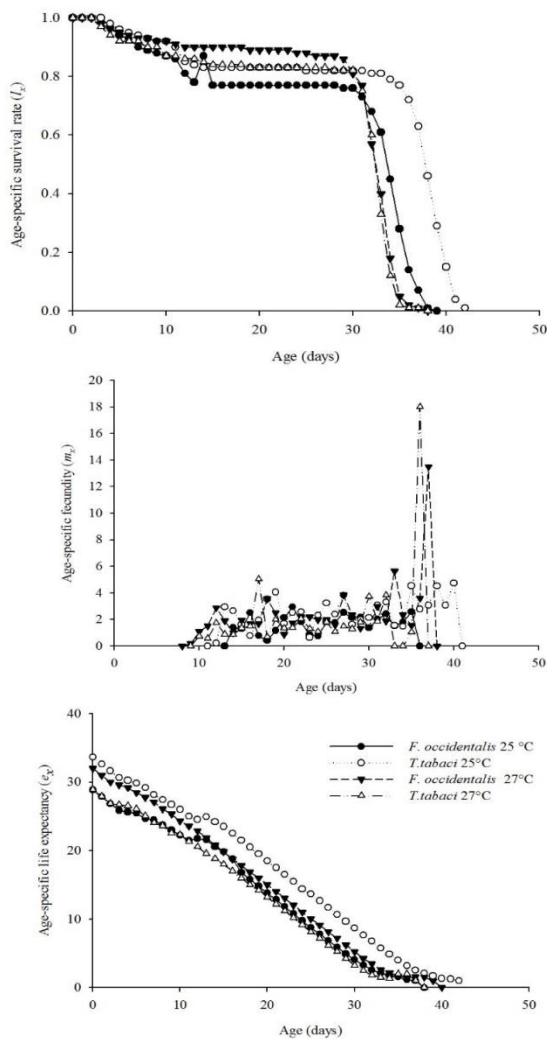 1.0
0.8
0.6
0.4
0.2
0.0
Age-specific survival rate (lx)
0 10 20 30 40 50
Age (days)
20
18
16
14
12
10
8
6
4
2
0
Age-specific fecundity (mx)
0 10 20 30 40 50
Age (days)
40
30
20
10
0
Age-specific life expectancy (ex)
F. occidentalis 25 °C
T.tabaci 25°C
F. occidentalis 27°C
T.tabaci 27°C
0 10 20 30 40 50
Age (days)